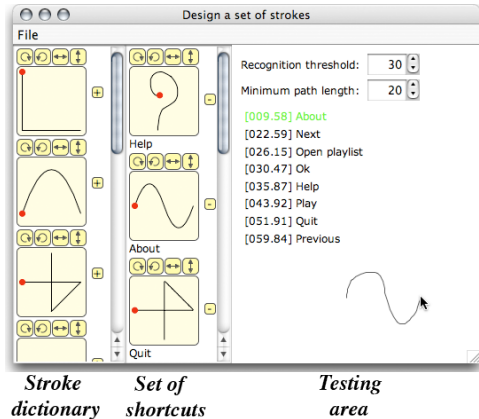 Design a set of strokes
File
Recognition threshold: 30
Minimum path length: 20
[009.58] About
[022.59] Next
[026.15] Open playlist
[030.47] Ok
[035.87] Help
[043.92] Play
[051.91] Quit
[059.84] Previous
+
+
+
-
Help
-
About
-
Quit
Stroke dictionary
Set of shortcuts
Testing area